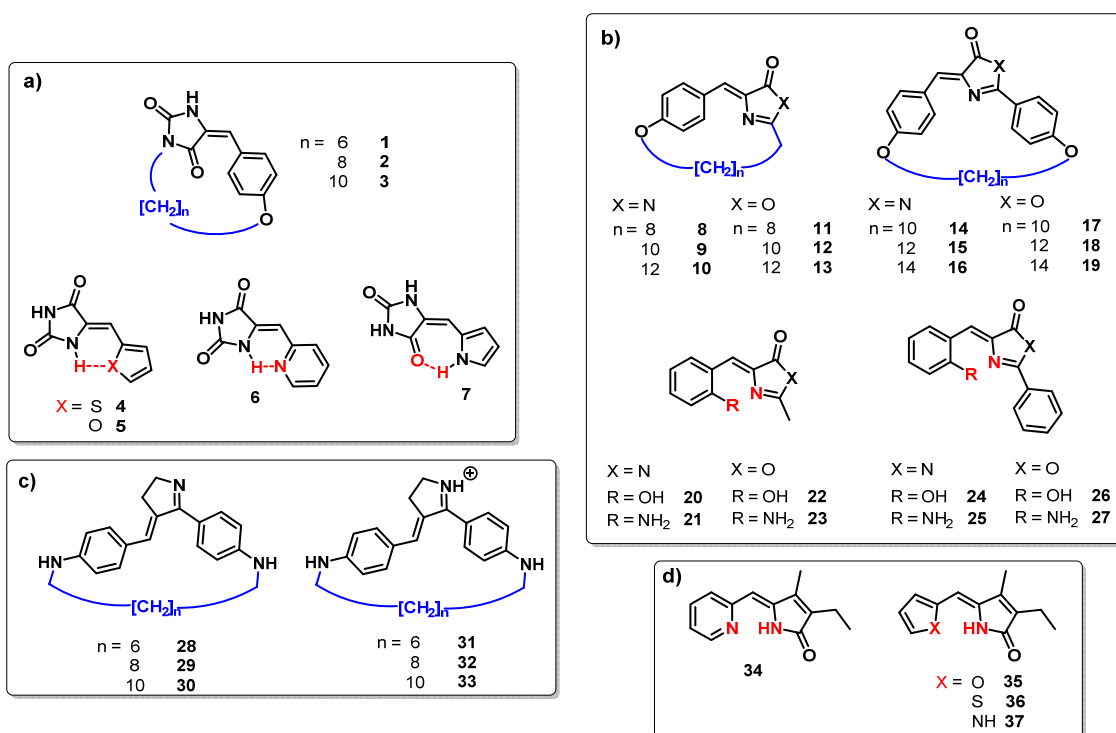 a)
O
H
N
N
O
O
[CH2]n
n = 6 1
8 2
10 3
O
HN
O
N
H
X
X = S 4
O 5
O
HN
O
N
H
N
6
O
NH
HN
O
H
N
7
b)
O
X
N
O
[CH2]n
X = N X = O
n = 8 8 n = 8 11
10 9 10 12
12 10 12 13
O
X
N
O
O
[CH2]n
X = N X = O
n = 10 14 n = 10 17
12 15 12 18
14 16 14 19
O
X
N
R
X = N X = O
R = OH 20 R = OH 22
R = NH2 21 R = NH2 23
O
X
N
R
X = N X = O
R = OH 24 R = OH 26
R = NH2 25 R = NH2 27
c)
N
NH
NH
[CH2]n
n = 6 28
8 29
10 30
⊕
NH
NH
NH
[CH2]n
n = 6 31
8 32
10 33
d)
N
HN
O
34
X
HN
O
X = O 35
S 36
NH 37